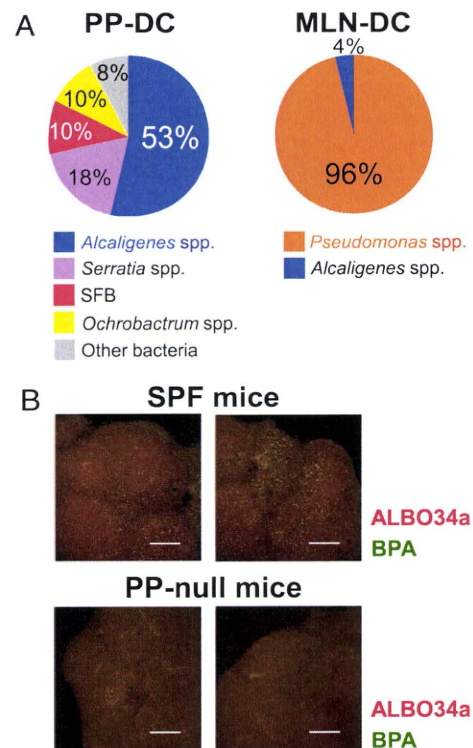 A
PP-DC
MLN-DC
8%
10%
10%
18%
53%
4%
96%
Alcaligenes spp.
Serratia spp.
SFB
Ochrobactrum spp.
Other bacteria
Pseudomonas spp.
Alcaligenes spp.
B
SPF mice
ALBO34a
BPA
PP-null mice
ALBO34a
BPA